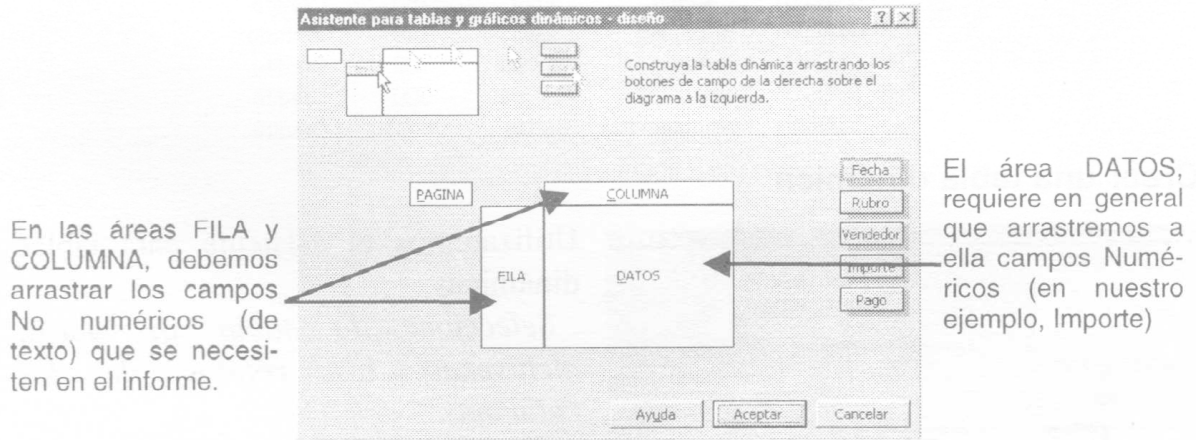 Asistente para tablas y gráficos dinámicos - diseño
Construya la tabla dinámica arrastrando los
botones de campo de la derecha sobre el
diagrama a la izquierda.
En las áreas FILA y
COLUMNA, debemos
arrastrar los campos
No numéricos (de
texto) que se necesi-
ten en el informe.
PAGINA
COLUMNA
FILA
DATOS
Fecha
Rubro
Vendedor
Importe
Pago
El área DATOS,
requiere en general
que arrastremos a
ella campos Numé-
ricos (en nuestro
ejemplo, Importe)
Ayuda
Aceptar
Cancelar